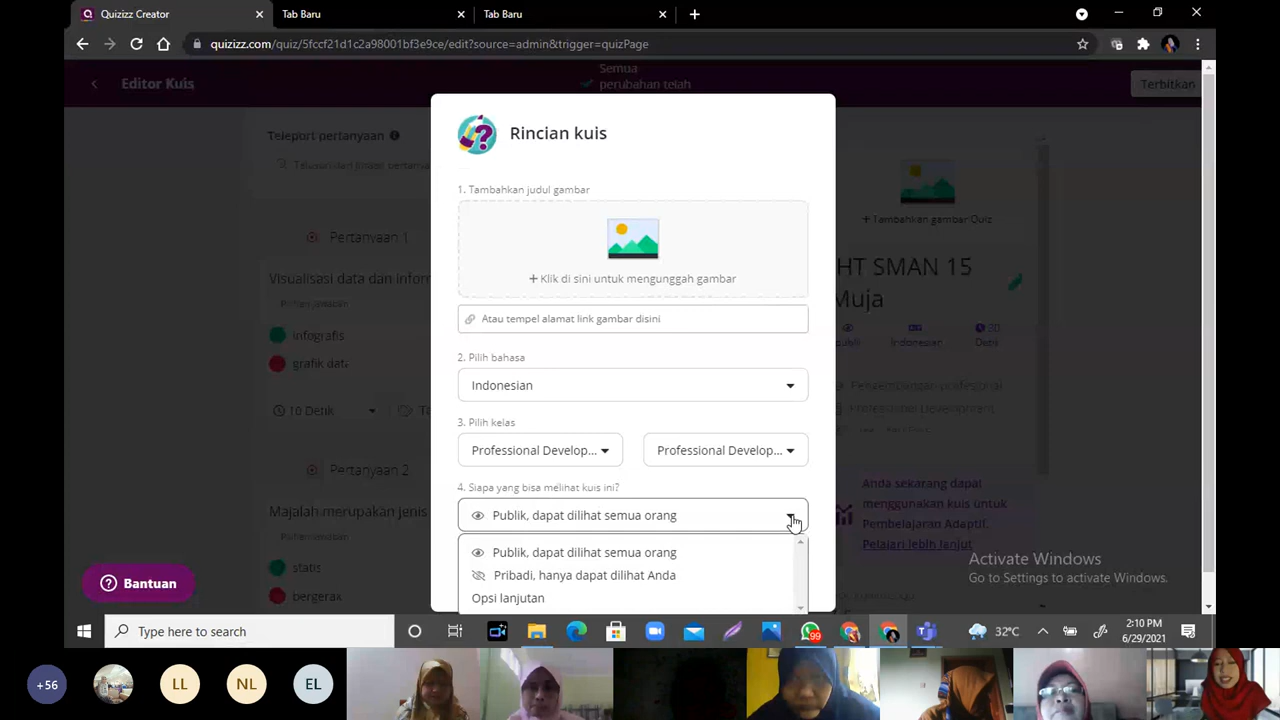 Quizizz Creator
Tab Baru
Tab Baru
quizizz.com/quiz/5fccf21d1c2a98001bf3e9ce/edit?source=admin&trigger=quizPage
Editor Kuis
Semua
perubahan telah
Terbitkan
Teleport pertanyaan
Pertanyaan 1
Visualisasi data dan inforr
infografis
grafik data
10 Detik
Pertanyaan 2
Majalah merupakan jenis
statis
bergerak
Rincian kuis
1. Tambahkan judul gambar
+ Klik di sini untuk mengunggah gambar
Atau tempel alamat link gambar disini
2. Pilih bahasa
Indonesian
3. Pilih kelas
Professional Develop...
Professional Develop...
4. Siapa yang bisa melihat kuis ini?
Publik, dapat dilihat semua orang
Publik, dapat dilihat semua orang
Pribadi, hanya dapat dilihat Anda
Opsi lanjutan
+ Tambahkan gambar Quiz
HT SMAN 15
Muja
Indonesian
Pengembangan profesional
Professional Development
Anda sekarang dapat
menggunakan kuis untuk
Pembelajaran Adaptif.
Pelajari lebih lanjut
Activate Windows
Go to Settings to activate Windows.
Bantuan
Type here to search
99
32°C
2:10 PM
6/29/2021
+56
LL
NL
EL